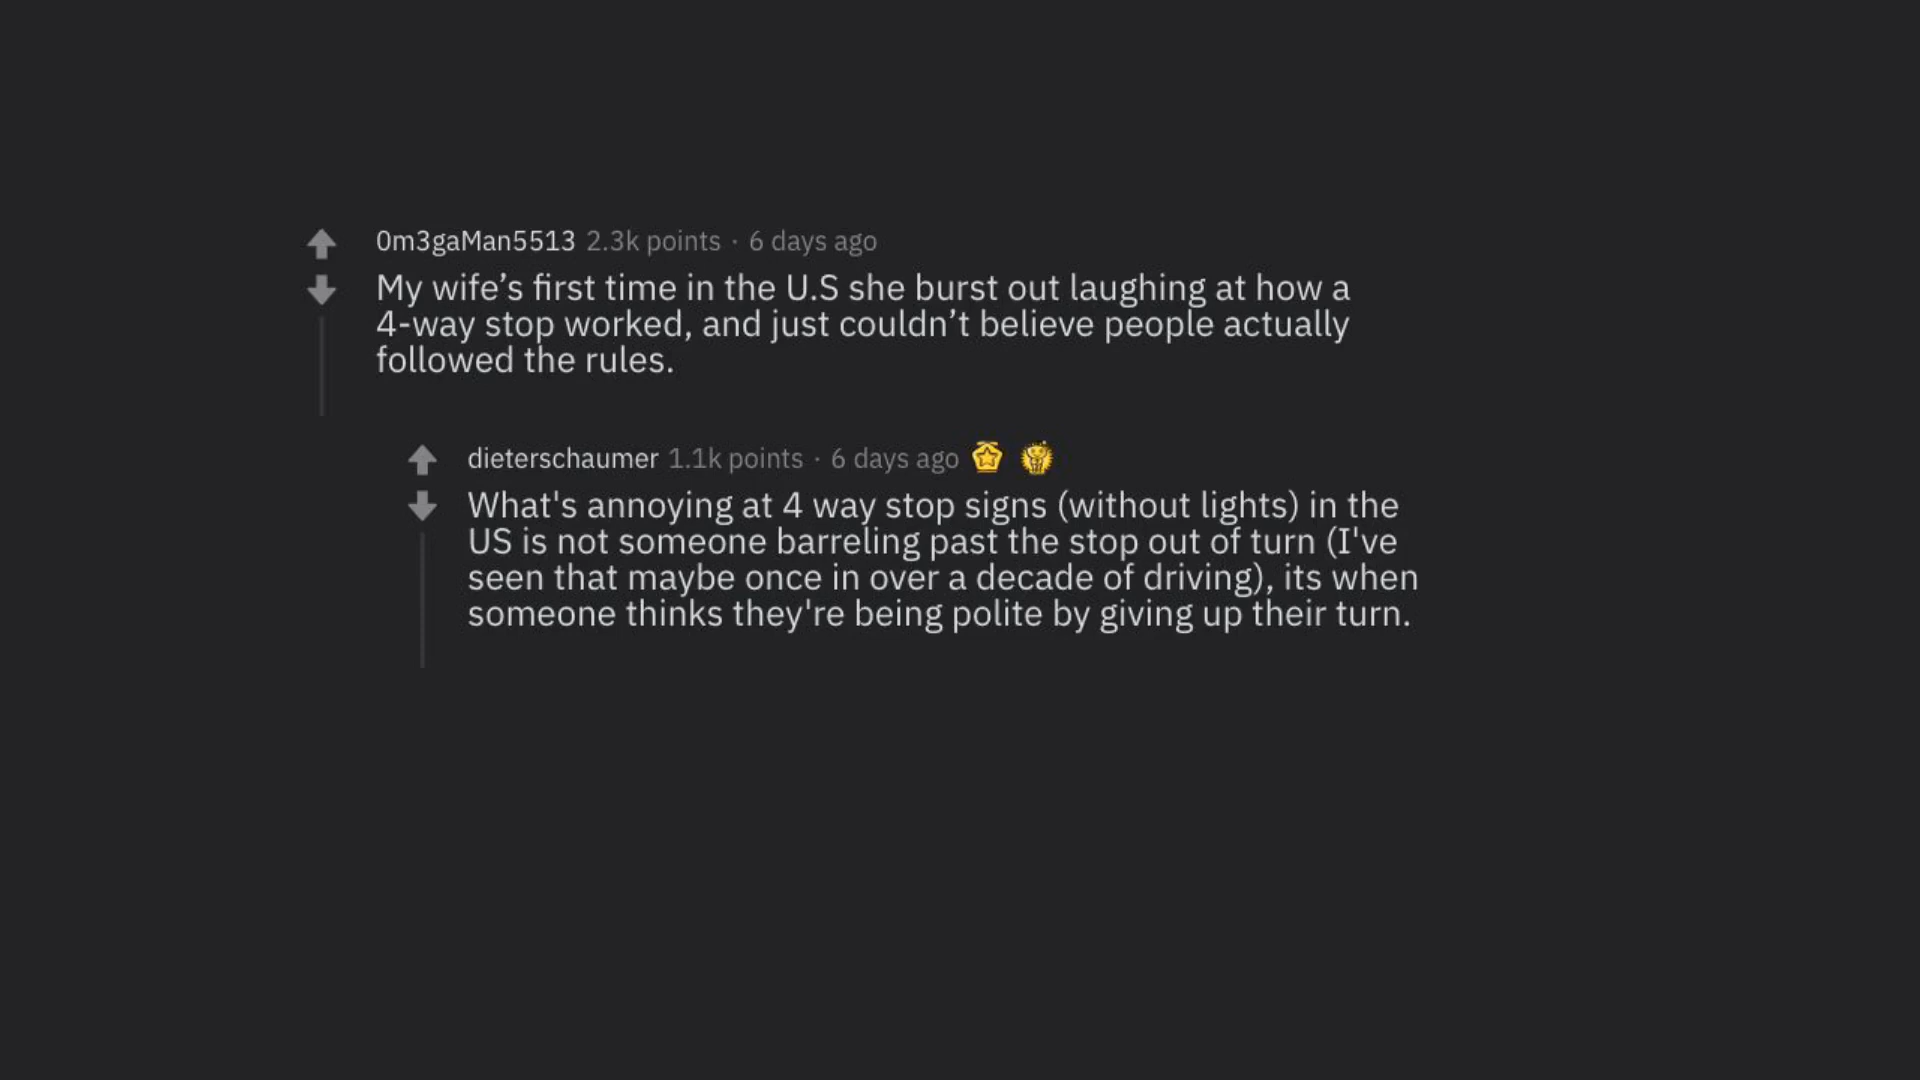 0m3gaMan5513 2.3k points · 6 days ago
My wife’s first time in the U.S she burst out laughing at how a
4-way stop worked, and just couldn’t believe people actually
followed the rules.
dieterschaumer 1.1k points · 6 days ago
What's annoying at 4 way stop signs (without lights) in the
US is not someone barreling past the stop out of turn (I've
seen that maybe once in over a decade of driving), its when
someone thinks they're being polite by giving up their turn.